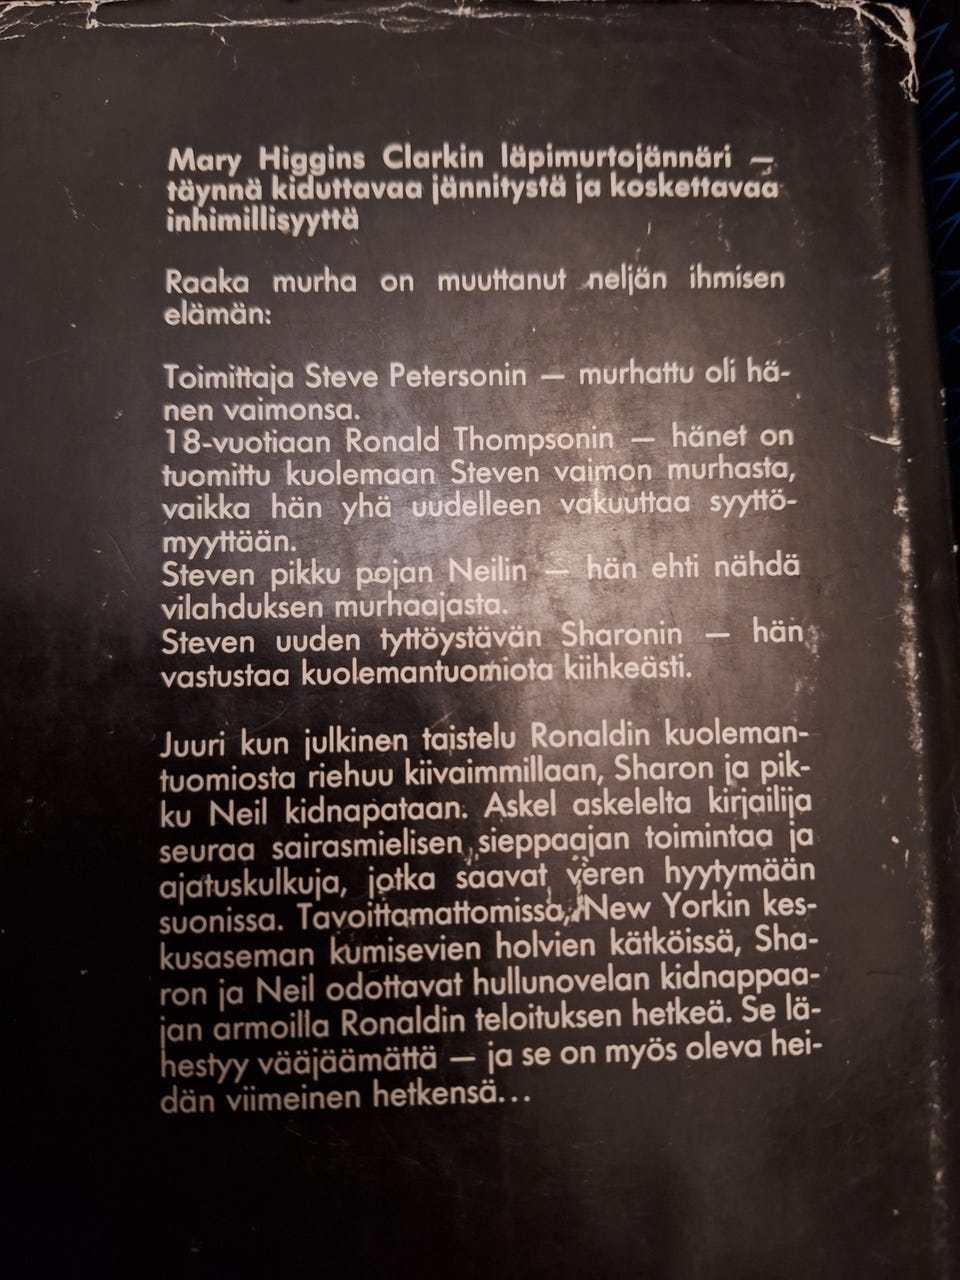 Mary Higgins Clarkin läpimurtojännäri —
täynnä kiduttavaa jännitystä ja koskettavaa
inhimillisyyttä
Raaka murha on muuttanut neljän ihmisen
elämän:
Toimittaja Steve Petersonin — murhattu oli hä-
nen vaimonsa.
18-vuotiaan Ronald Thompsonin — hänet on
tuomittu kuolemaan Steven vaimon murhasta,
vaikka hän yhä uudelleen vakuuttaa syyttö-
myyttään.
Steven pikku pojan Neilin — hän ehti nähdä
vilahduksen murhaajasta.
Steven uuden tyttöystävän Sharonin — hän
vastustaa kuolemantuomiota kiihkeästi.
Juuri kun julkinen taistelu Ronaldin kuoleman-
tuomiosta riehuu kiivaimmillaan, Sharon ja pik-
ku Neil kidnapataan. Askel askelelta kirjailija
seuraa sairasmielisen sieppaajan toimintaa ja
ajatuskulkuja, jotka saavat veren hyytymään
suonissa. Tavoittamattomissa, New Yorkin kes-
kusaseman kumisevien holvien kätköissä, Sha-
ron ja Neil odottavat hullunovelan kidnappaa-
jan armoilla Ronaldin teloituksen hetkeä. Se lä-
hestyy vääjäämättä — ja se on myös oleva hei-
dän viimeinen hetkensä...